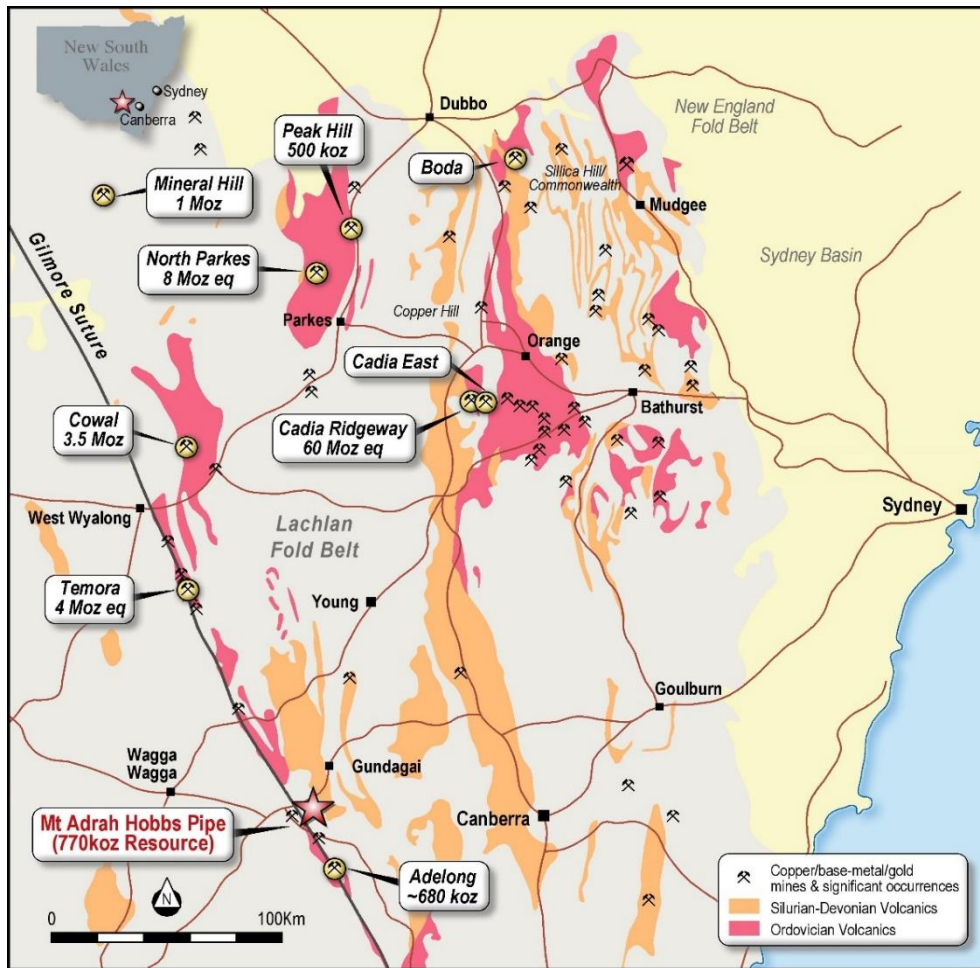 New South
Wales
Sydney
Canberra
Dubbo
New England
Fold Belt
Peak Hill
500 koz
Boda
Sillica Hill/
Commonwealth
Mineral Hill
1 Moz
Mudgee
Gilmore Suture
North Parkes
8 Moz eq
Sydney Basin
Parkes
Copper Hill
Orange
Cadia East
Bathurst
Cowal
3.5 Moz
Cadia Ridgeway
60 Moz eq
Sydney
West Wyalong
Lachlan
Fold Belt
Temora
4 Moz eq
Young
Goulburn
Wagga
Wagga
Gundagai
Mt Adrah Hobbs Pipe
(770koz Resource)
Canberra
Adelong
~680 koz
N
0
100Km
Copper/base-metal/gold
mines & significant occurrences
Silurian-Devonian Volcanics
Ordovician Volcanics